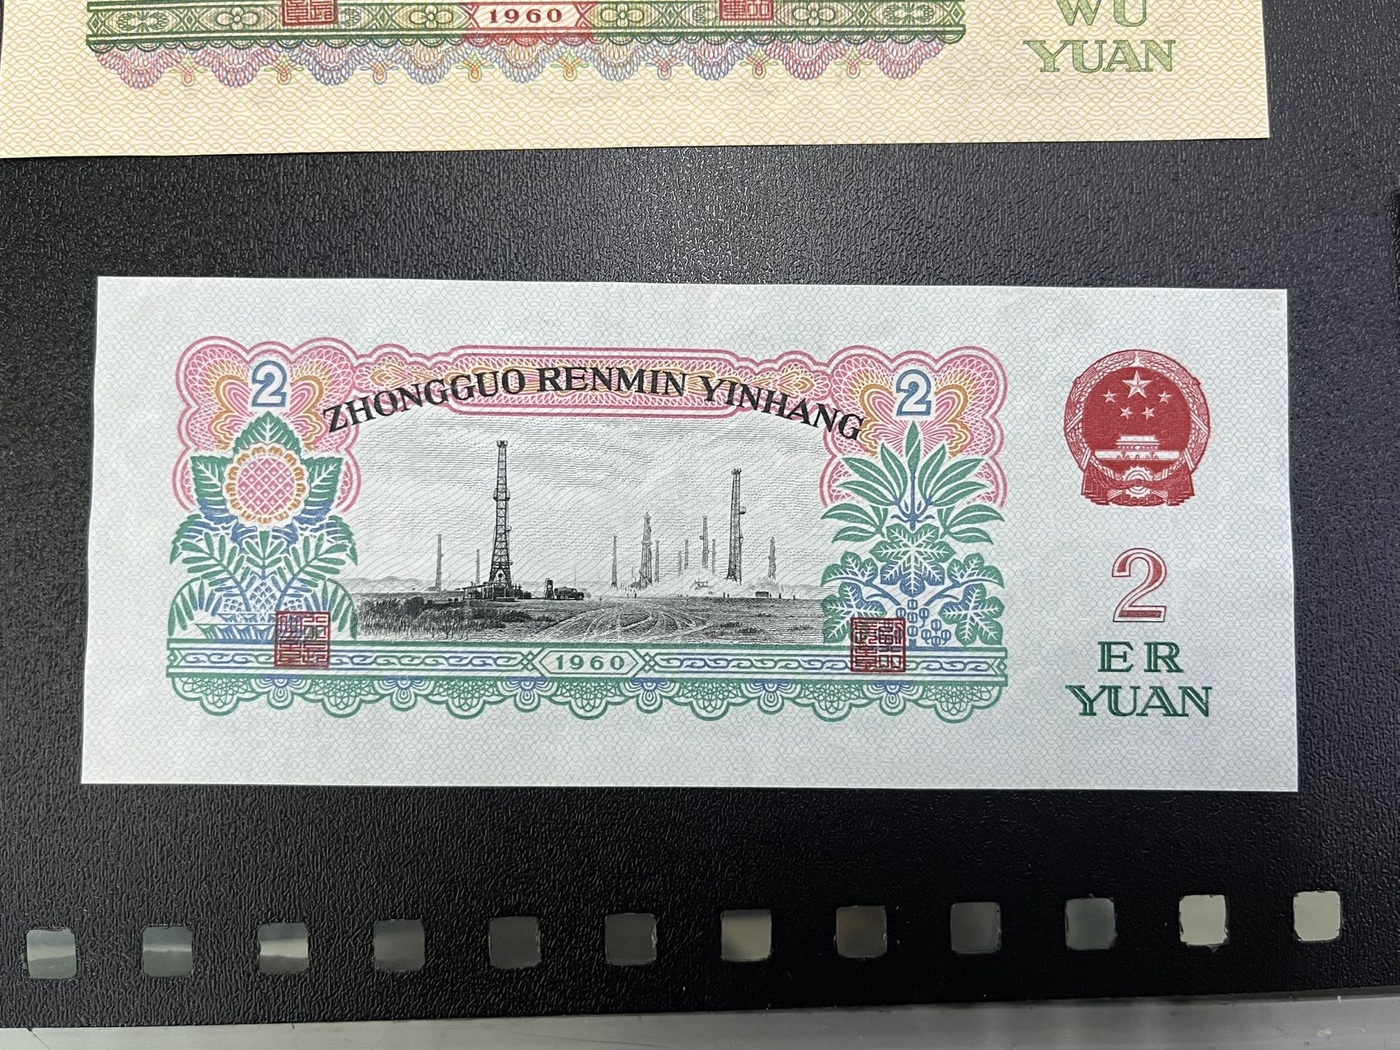 1960
WU
YUAN
2
2
ZHONGGUO RENMIN YINHANG
1960
2
ER
YUAN